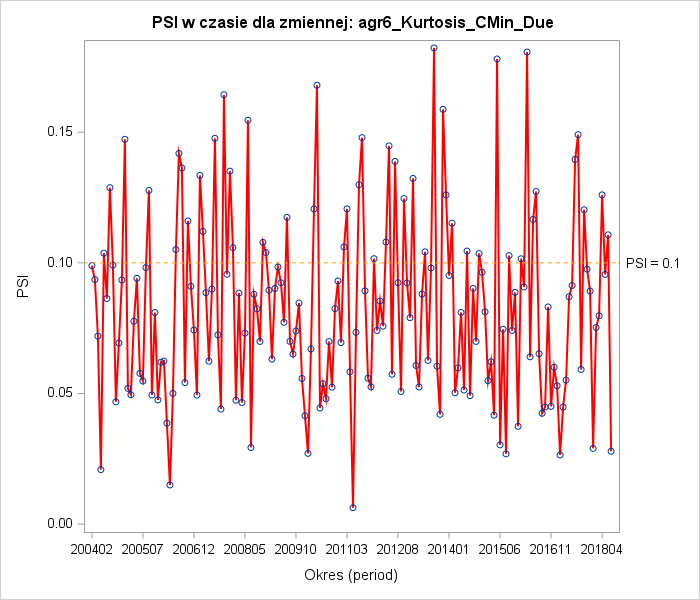 PSI w czasie dla zmiennej: agr6_Kurtosis_CMin_Due
0.15
0.10
0.05
0.00
PSI
PSI = 0.1
200402 200507 200612 200805 200910 201103 201208 201401 201506 201611 201804
Okres (period)